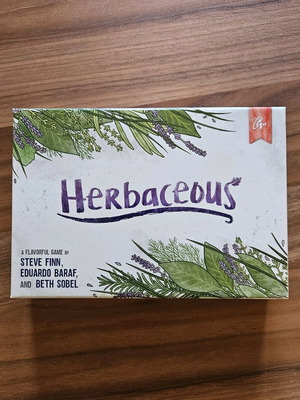 Herbaceous
A FLAVORFUL GAME BY
STEVE FINN,
EDUARDO BARAF,
AND BETH SOBEL